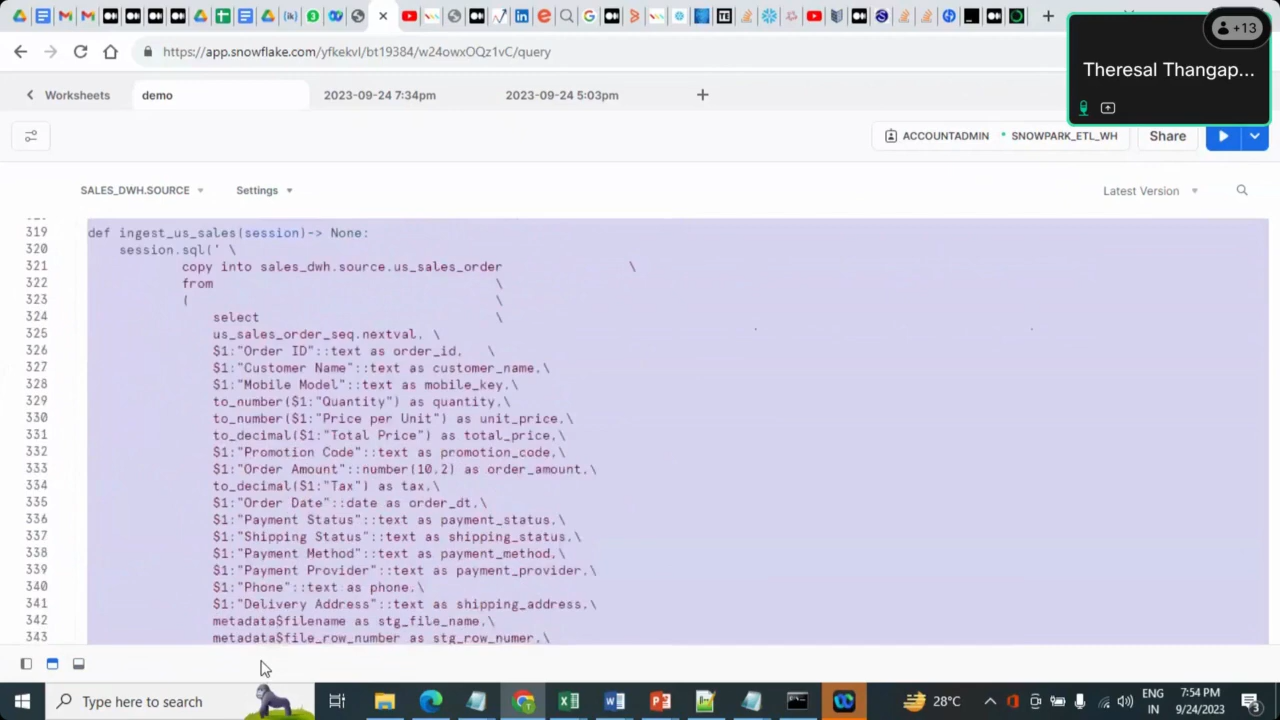 https://app.snowflake.com/yfkekvl/bt19384/w24owxOQz1vC/query
+13
Theresal Thangap...
Worksheets
demo
2023-09-24 7:34pm
2023-09-24 5:03pm
ACCOUNTADMIN
SNOWPARK_ETL_WH
Share
SALES_DWH.SOURCE
Settings
Latest Version
319 def ingest_us_sales(session)-> None:
320 session.sql(' \
321 copy into sales_dwh.source.us_sales_order \
322 from \
323 ( \
324 select \
325 us_sales_order_seq.nextval, \
326 $1:"Order ID"::text as order_id, \
327 $1:"Customer Name"::text as customer_name,\
328 $1:"Mobile Model"::text as mobile_key,\
329 to_number($1:"Quantity") as quantity,\
330 to_number($1:"Price per Unit") as unit_price,\
331 to_decimal($1:"Total Price") as total_price,\
332 $1:"Promotion Code"::text as promotion_code,\
333 $1:"Order Amount"::number(10,2) as order_amount,\
334 to_decimal($1:"Tax") as tax,\
335 $1:"Order Date"::date as order_dt,\
336 $1:"Payment Status"::text as payment_status,\
337 $1:"Shipping Status"::text as shipping_status,\
338 $1:"Payment Method"::text as payment_method,\
339 $1:"Payment Provider"::text as payment_provider,\
340 $1:"Phone"::text as phone,\
341 $1:"Delivery Address"::text as shipping_address,\
342 metadata$filename as stg_file_name,\
343 metadata$file_row_number as stg_row_numer,\
Type here to search
28°C
ENG
IN
7:54 PM
9/24/2023
3